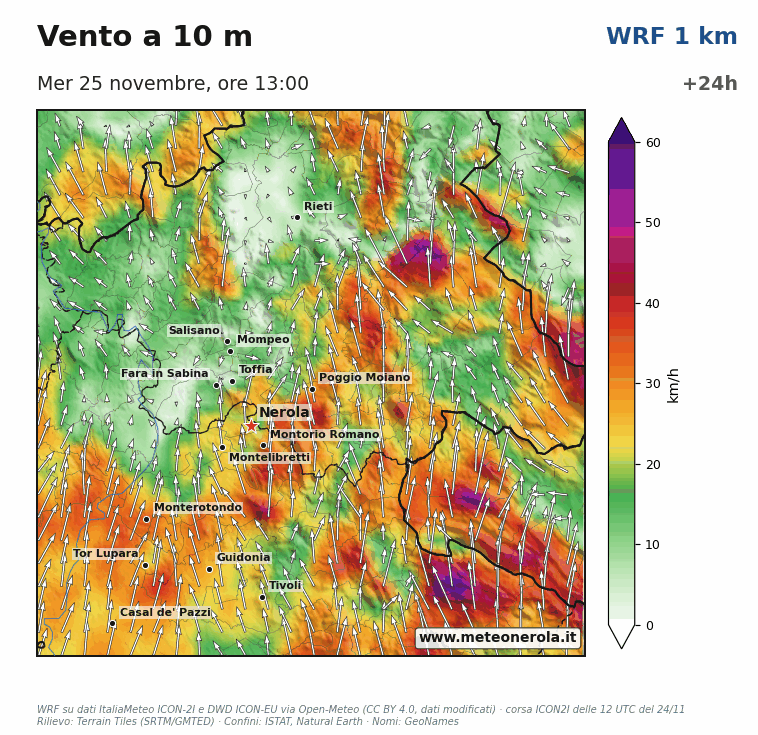 Vento a 10 m
WRF 1 km
Mer 25 novembre, ore 13:00
+24h
Rieti
Salisano
Mompeo
Fara in Sabina
Toffia
Poggio Moiano
Nerola
Montorio Romano
Montelibretti
Monterotondo
Tor Lupara
Guidonia
Tivoli
Casal de' Pazzi
www.meteonerola.it
60
50
40
30
20
10
0
km/h
WRF su dati ItaliaMeteo ICON-2I e DWD ICON-EU via Open-Meteo (CC BY 4.0, dati modificati) · corsa ICON2I delle 12 UTC del 24/11
Rilievo: Terrain Tiles (SRTM/GMTED) · Confini: ISTAT, Natural Earth · Nomi: GeoNames